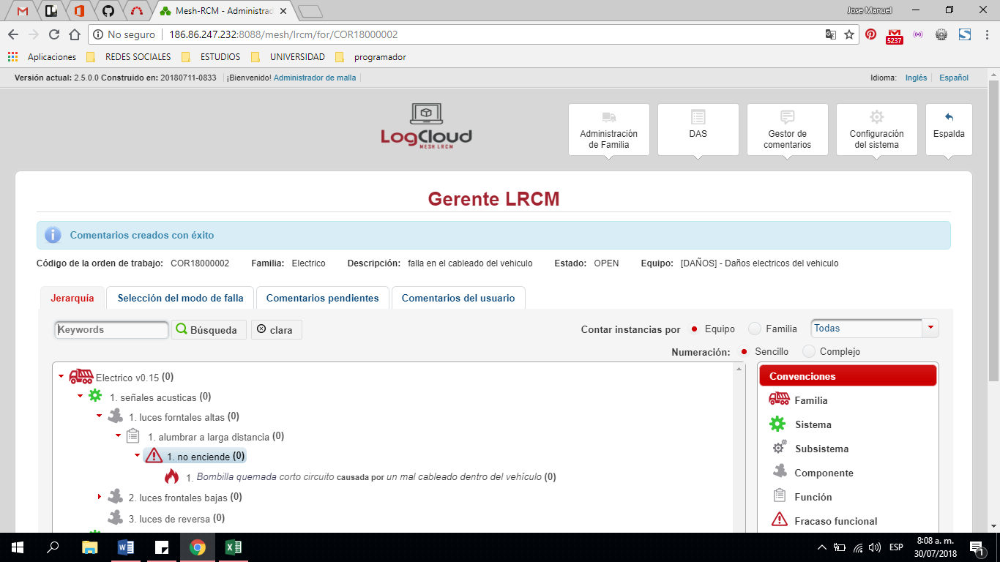 Mesh-RCM - Administrad
Jose Manuel
No seguro
186.86.247.232:8088/mesh/lrcm/for/COR18000002
5237
Aplicaciones
REDES SOCIALES
ESTUDIOS
UNIVERSIDAD
programador
Versión actual: 2.5.0.0 Construido en: 20180711-0833
¡Bienvenido! Administrador de malla
Idioma:
Inglés
Español
LogCloud
MESH LRCM
Administración
de Familia
DAS
Gestor de
comentarios
Configuración
del sistema
Espalda
Gerente LRCM
Comentarios creados con éxito
Código de la orden de trabajo: COR18000002 Familia: Electrico Descripción: falla en el cableado del vehiculo Estado: OPEN Equipo: [DAÑOS] - Daños electricos del vehiculo
Jerarquía
Selección del modo de falla
Comentarios pendientes
Comentarios del usuario
Keywords
Búsqueda
clara
Contar instancias por Equipo Familia Todas
Numeración: Sencillo Complejo
Electrico v0.15 (0)
1. señales acusticas (0)
1. luces forntales altas (0)
1. alumbrar a larga distancia (0)
1. no enciende (0)
1. Bombilla quemada corto circuito causada por un mal cableado dentro del vehículo (0)
2. luces frontales bajas (0)
3. luces de reversa (0)
Convenciones
Familia
Sistema
Subsistema
Componente
Función
Fracaso funcional
ESP
8:08 a. m.
30/07/2018
1